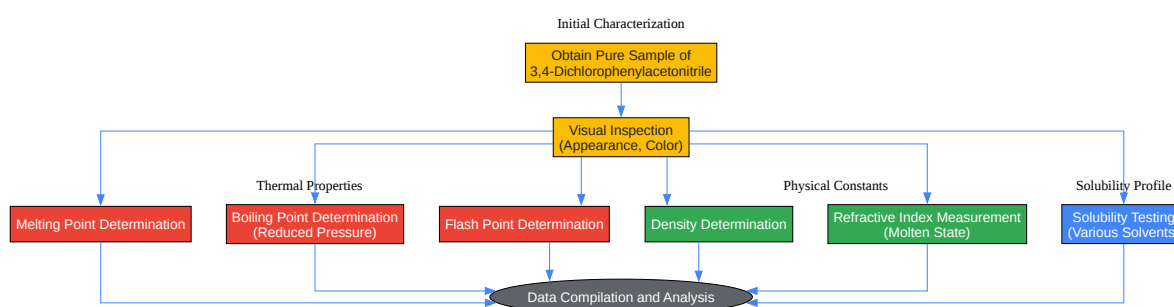 Initial Characterization
Obtain Pure Sample of
3,4-Dichlorophenylacetonitrile
Visual Inspection
(Appearance, Color)
Thermal Properties
Physical Constants
Solubility Profile
Melting Point Determination
Boiling Point Determination
(Reduced Pressure)
Flash Point Determination
Density Determination
Refractive Index Measurement
(Molten State)
Solubility Testing
(Various Solvents
Data Compilation and Analysis